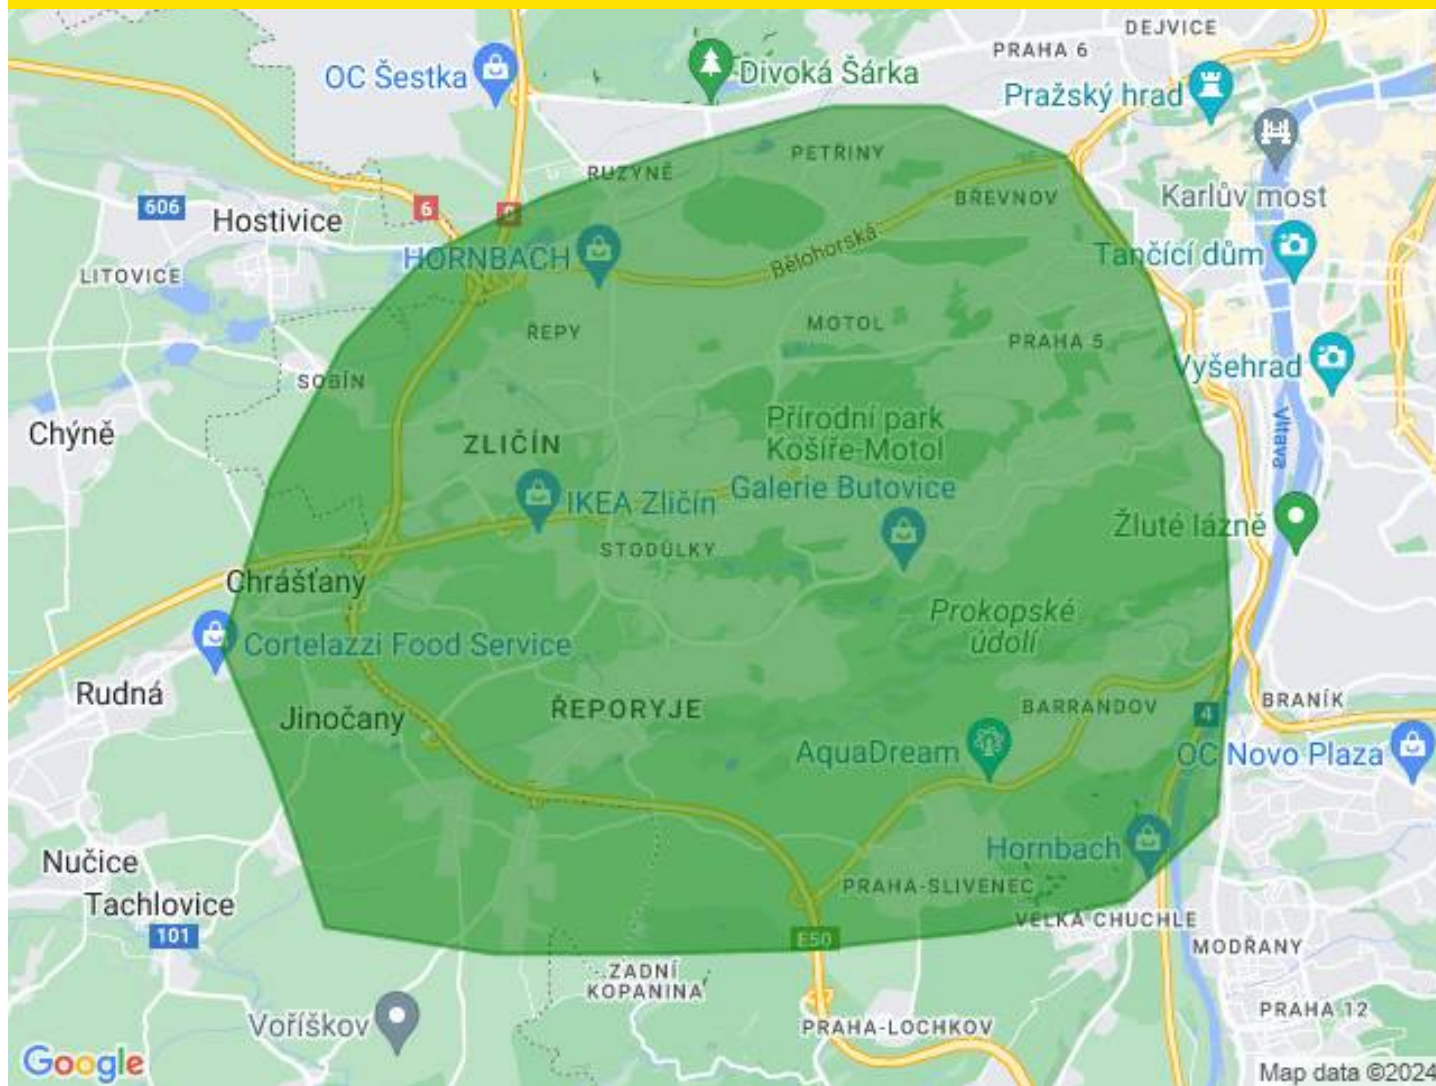 DEJVICE
PRAHA 6
OC Šestka
Divoká Šárka
Pražský hrad
PETŘINY
RUZYNĚ
BŘEVNOV
Karlův most
606
6
6
Hostivice
HORNBACH
Bělohorská
Tančící dům
LITOVICE
ŘEPY
MOTOL
PRAHA 5
Vyšehrad
SOBÍN
Chýně
ZLIČÍN
Přírodní park
Košíře-Motol
Vltava
Galerie Butovice
IKEA Zličín
Žluté lázně
STODŮLKY
Chrášťany
Prokopské
údolí
Cortelazzi Food Service
Rudná
ŘEPORYJE
BARRANDOV
BRANÍK
Jinočany
4
AquaDream
OC Novo Plaza
Hornbach
Nučice
PRAHA-SLIVENEC
Tachlovice
VELKÁ CHUCHLE
101
E50
MODŘANY
ZADNÍ
KOPANINA
PRAHA 12
Voříškov
PRAHA-LOCHKOV
Google
Map data ©2024